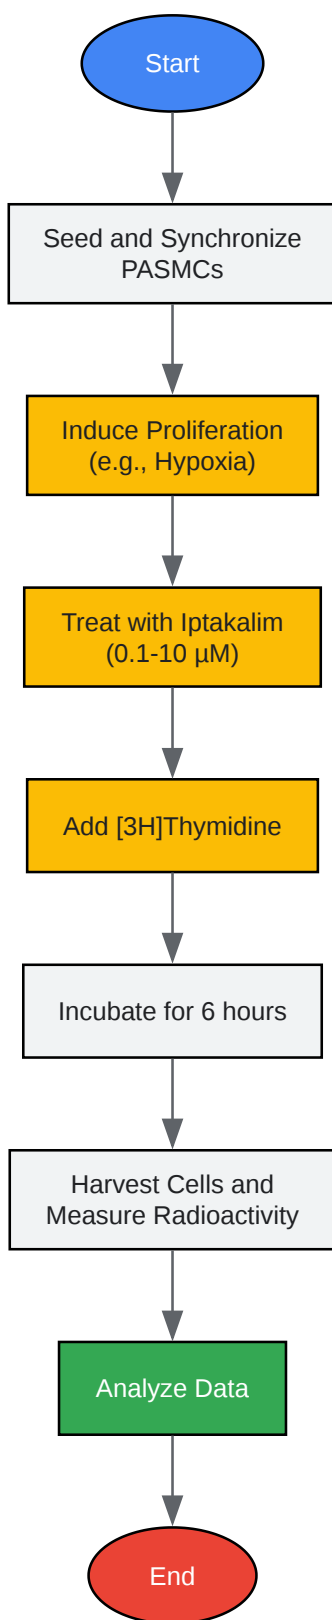 Start
Seed and Synchronize
PASMCs
Induce Proliferation
(e.g., Hypoxia)
Treat with Iptakalim
(0.1-10 µM)
Add [3H]Thymidine
Incubate for 6 hours
Harvest Cells and
Measure Radioactivity
Analyze Data
End